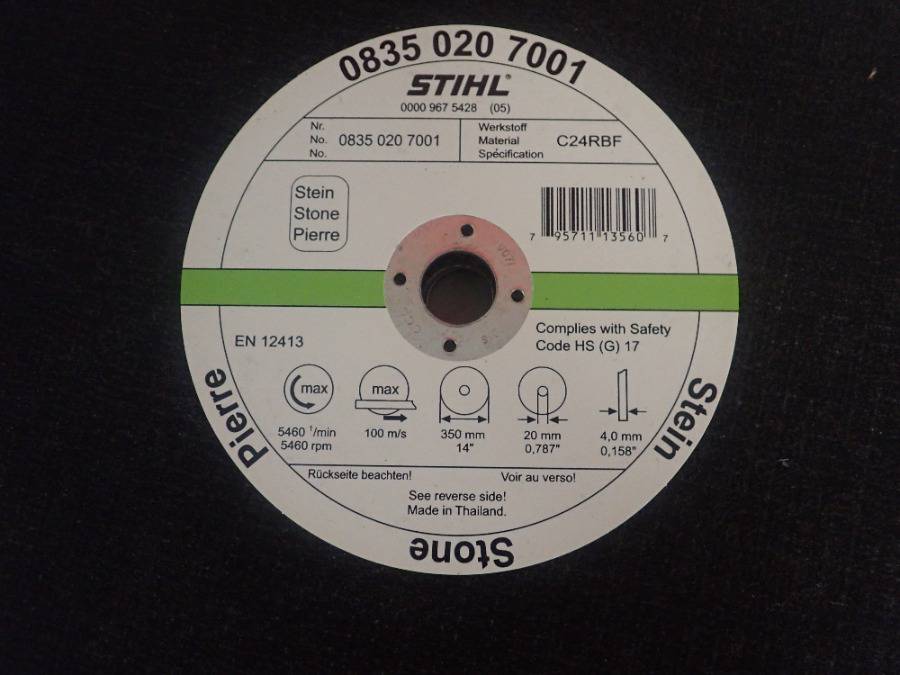 0835 020 7001
STIHL®
0000 967 5428 (05)
Nr.
No. 0835 020 7001
No.
Werkstoff
Material C24RBF
Spécification
Stein
Stone
Pierre
7 95711 13560 7
EN 12413
Complies with Safety
Code HS (G) 17
max
max
5460 ¹/min
5460 rpm
100 m/s
350 mm
14"
20 mm
0,787"
4,0 mm
0,158"
Rückseite beachten!
Voir au verso!
See reverse side!
Made in Thailand.
Pierre
Stone
Stein